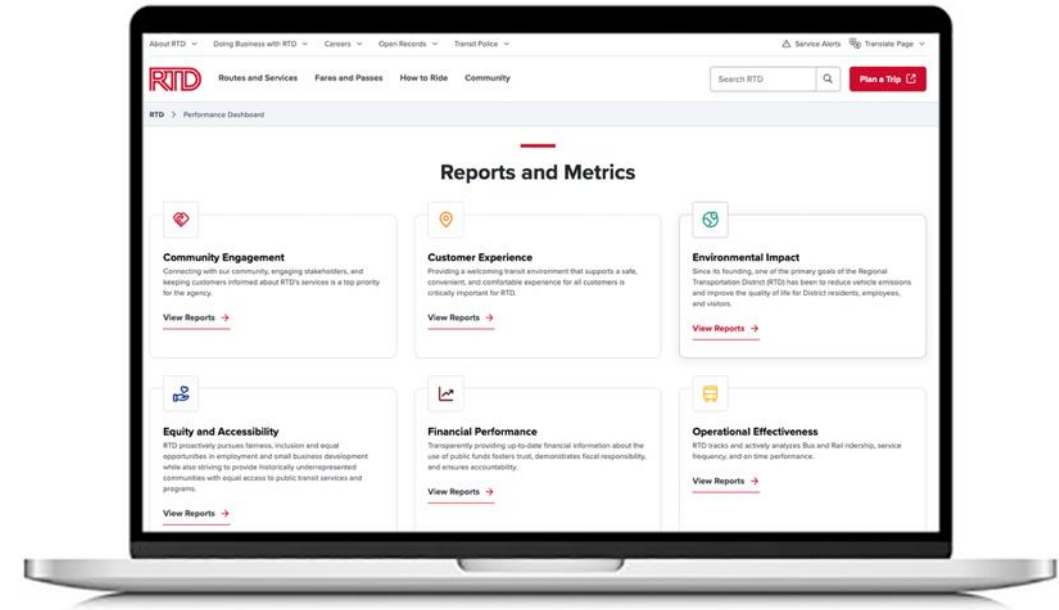 About RTD Doing Business with RTD Careers Open Records Transit Police Service Alerts Translate Page
RTD Routes and Services Fares and Passes How to Ride Community Search RTD Plan a Trip
RTD > Performance Dashboard
Reports and Metrics
Community Engagement
Connecting with our community, engaging stakeholders, and
keeping customers informed about RTD's services is a top priority
for the agency.
View Reports →
Customer Experience
Providing a welcoming transit environment that supports a safe,
convenient, and comfortable experience for all customers is
critically important for RTD.
View Reports →
Environmental Impact
Since its founding, one of the primary goals of the Regional
Transportation District (RTD) has been to reduce vehicle emissions
and improve the quality of life for District residents, employees,
and visitors.
View Reports →
Equity and Accessibility
RTD proactively pursues fairness, inclusion and equal
opportunities in employment and small business development
while also striving to provide historically underrepresented
communities with equal access to public transit services and
programs.
View Reports →
Financial Performance
Transparently providing up-to-date financial information about the
use of public funds fosters trust, demonstrates fiscal responsibility,
and ensures accountability.
View Reports →
Operational Effectiveness
RTD tracks and actively analyzes Bus and Rail ridership, service
frequency, and on time performance.
View Reports →